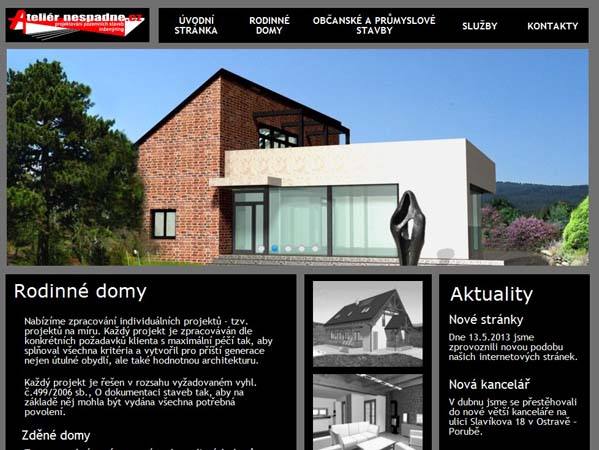 Ateliér nespadne.cz
projektování pozemních staveb
inženýring
ÚVODNÍ
STRÁNKA
RODINNÉ
DOMY
OBČANSKÉ A PRŮMYSLOVÉ
STAVBY
SLUŽBY
KONTAKTY
Rodinné domy
Nabízíme zpracování individuálních projektů - tzv.
projektů na míru. Každý projekt je zpracováván dle
konkrétních požadavků klienta s maximální péčí tak, aby
splňoval všechna kritéria a vytvořil pro příští generace
nejen útulné obydlí, ale také hodnotnou architekturu.
Každý projekt je řešen v rozsahu vyžadovaném vyhl.
č.499/2006 sb., O dokumentaci staveb tak, aby na
základě něj mohla být vydána všechna potřebná
povolení.
Zděné domy
Aktuality
Nové stránky
Dne 13.5.2013 jsme
zprovoznili novou podobu
našich internetových stránek.
Nová kancelář
V dubnu jsme se přestěhovali
do nové větší kanceláře na
ulici Slavíkova 18 v Ostravě -
Porubě.